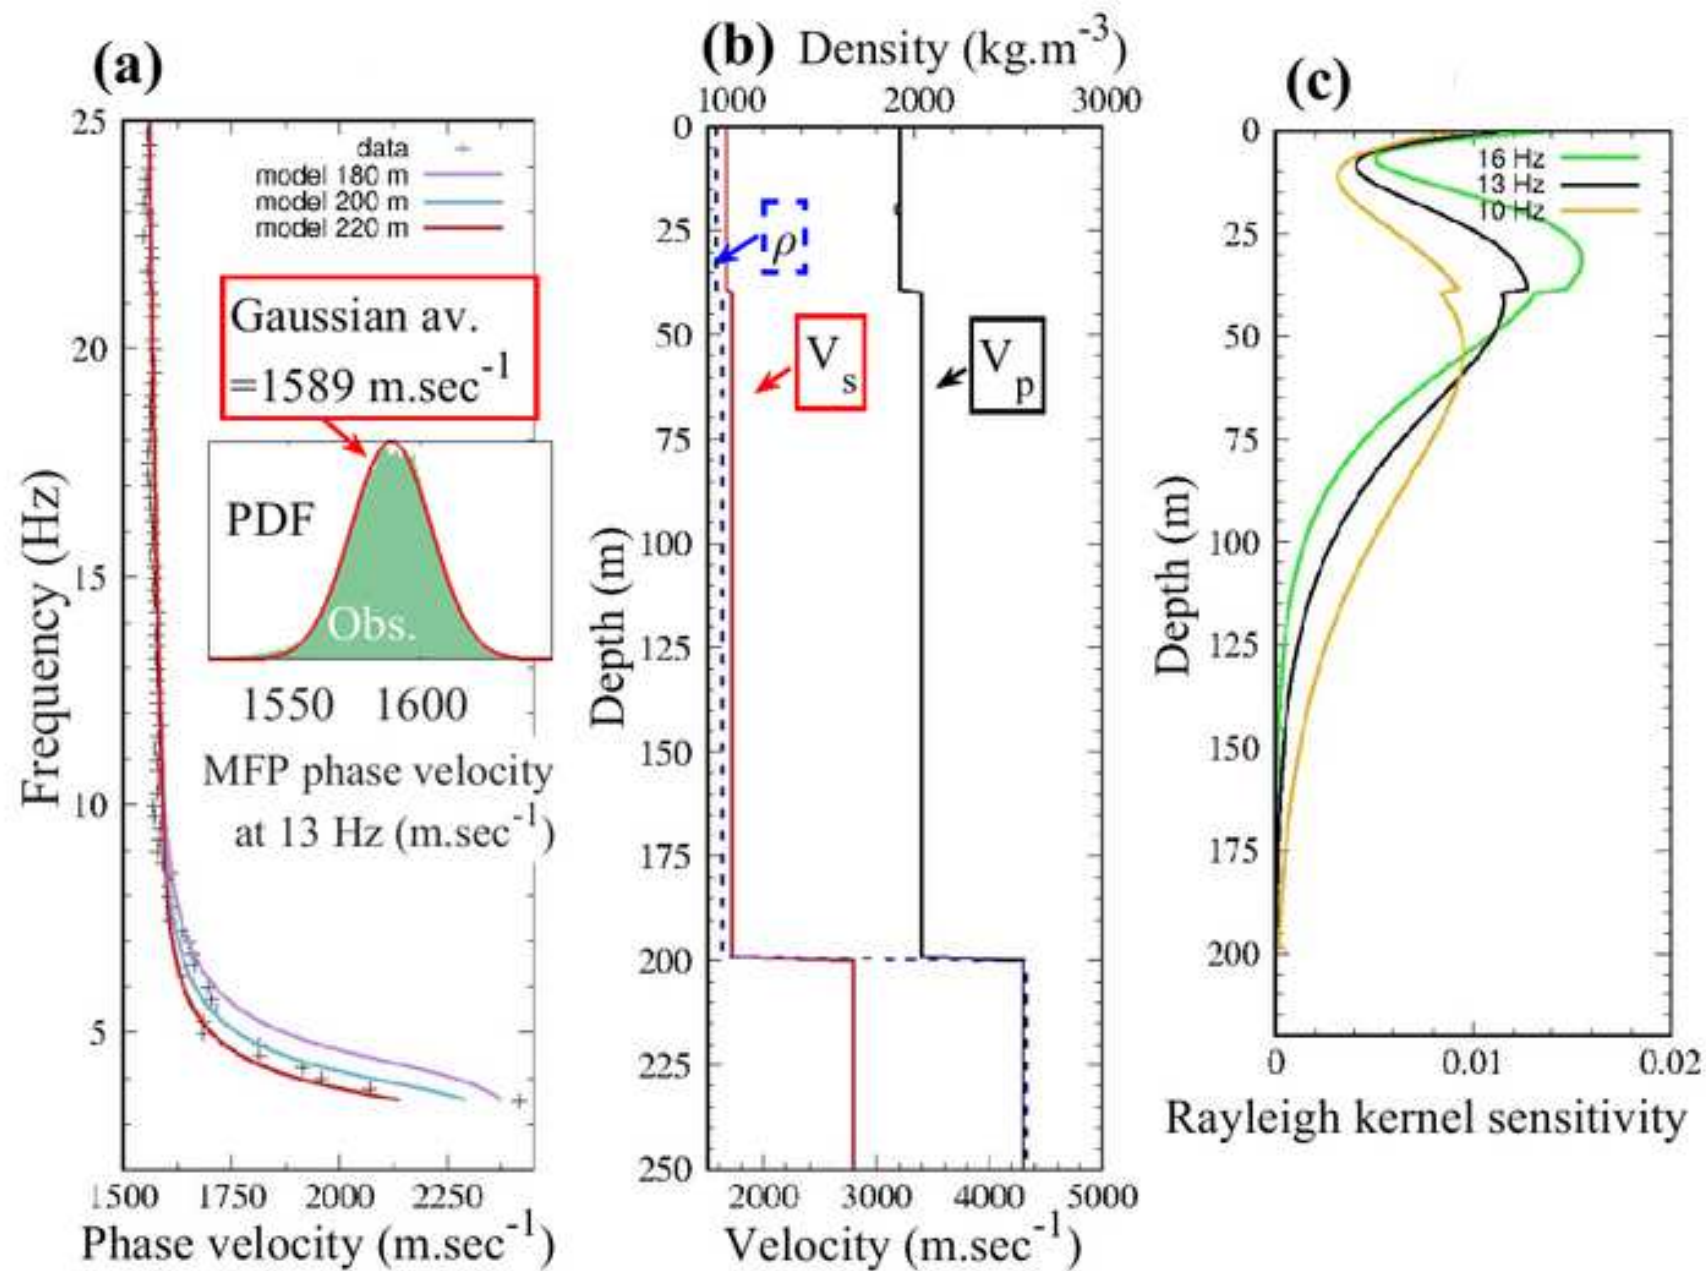 (a)
25
20
15
10
5
Frequency (Hz)
data
model 180 m
model 200 m
model 220 m
Gaussian av.
=1589 m.sec⁻¹
PDF
Obs.
1550 1600
MFP phase velocity
at 13 Hz (m.sec⁻¹)
1500 1750 2000 2250
Phase velocity (m.sec⁻¹)
(b) Density (kg.m⁻³)
1000 2000 3000
0
25
50
75
100
125
150
175
200
225
250
Depth (m)
ρ
Vₛ
Vₚ
2000 3000 4000 5000
Velocity (m.sec⁻¹)
(c)
0
25
50
75
100
125
150
175
200
Depth (m)
16 Hz
13 Hz
10 Hz
0 0.01 0.02
Rayleigh kernel sensitivity